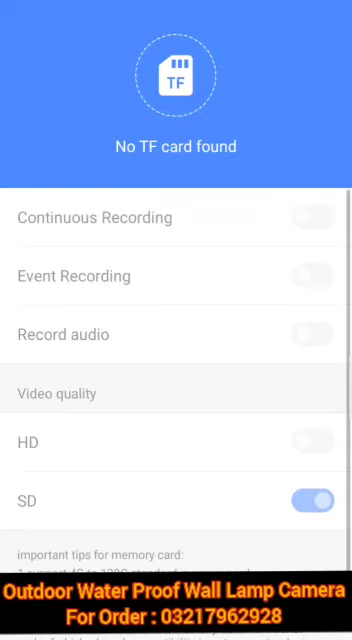 TF
No TF card found
Continuous Recording
Event Recording
Record audio
Video quality
HD
SD
important tips for memory card:
Outdoor Water Proof Wall Lamp Camera
For Order : 03217962928